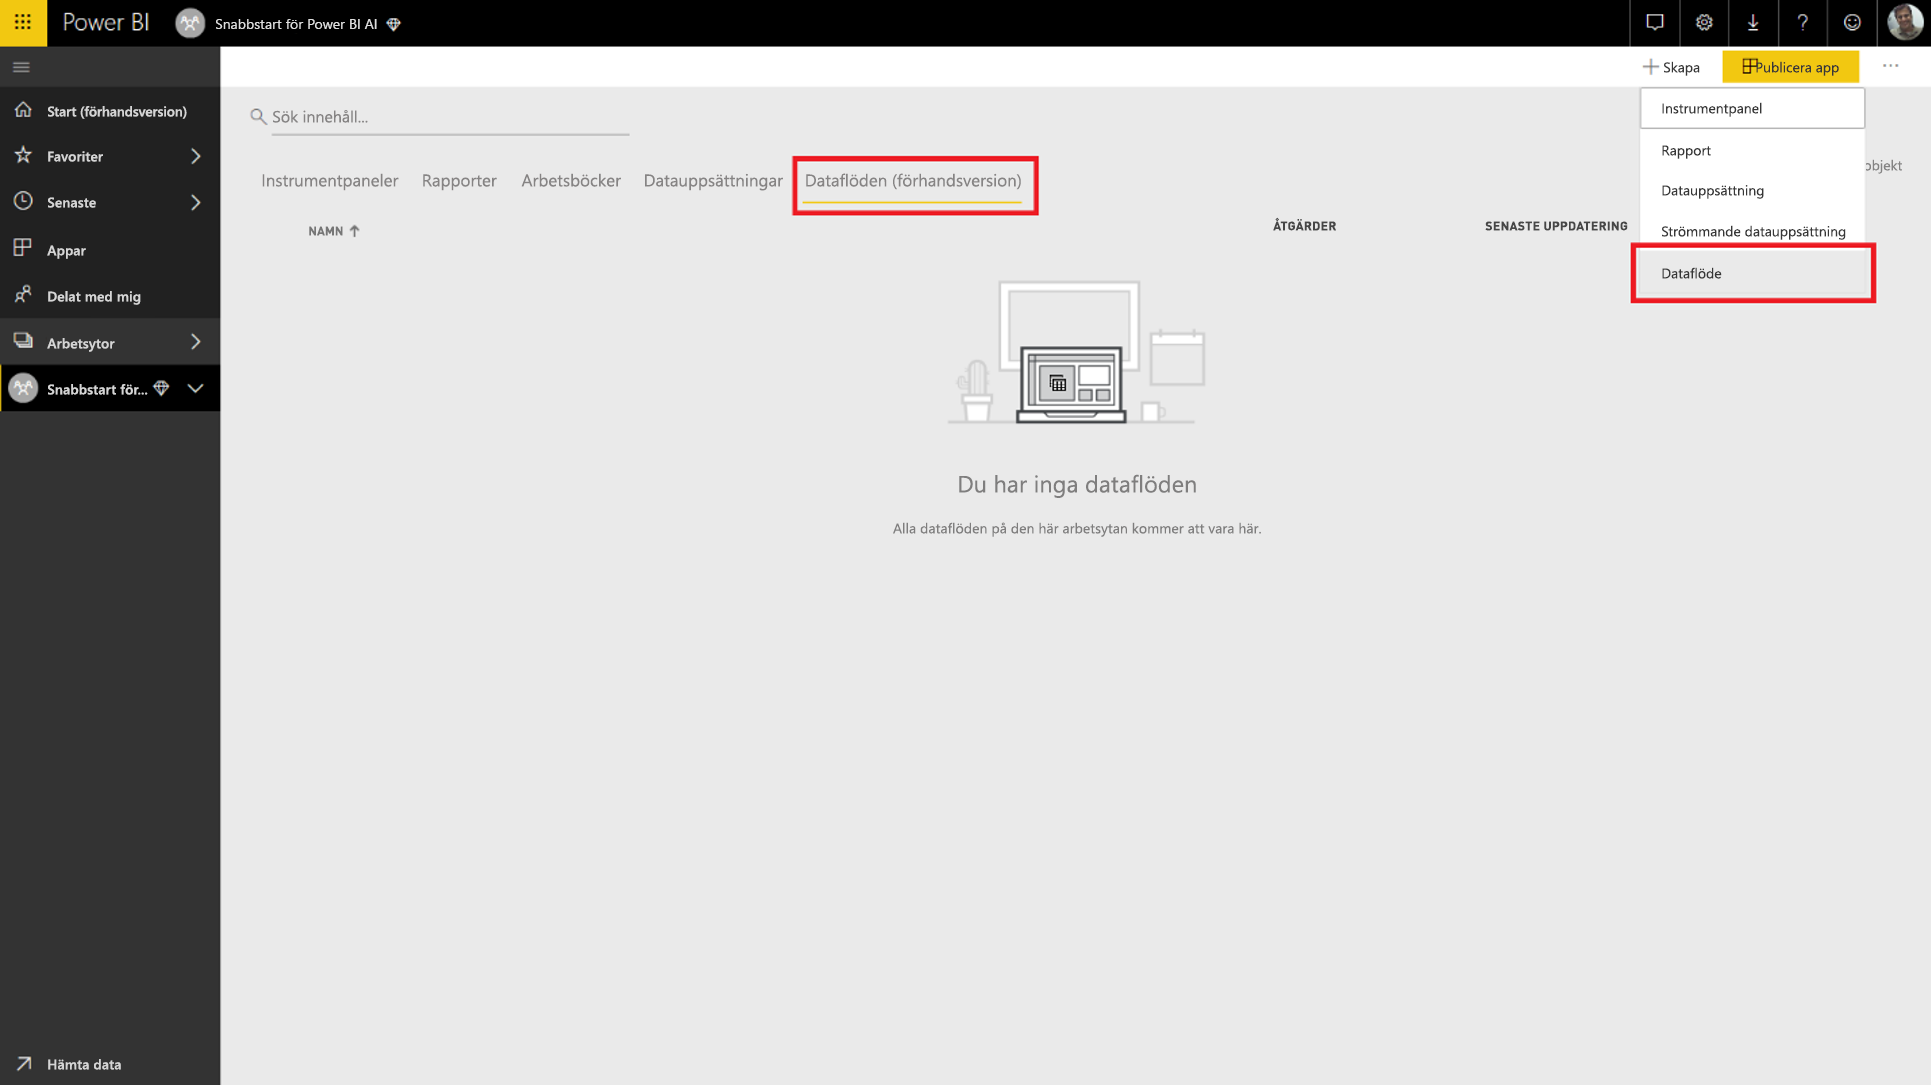 Power BI
Snabbstart för Power BI AI
?
Skapa
Publicera app
...
Start (förhandsversion)
Favoriter
Senaste
Appar
Delat med mig
Arbetsytor
Snabbstart för...
Hämta data
Sök innehåll...
Instrumentpaneler
Rapporter
Arbetsböcker
Datauppsättningar
Dataflöden (förhandsversion)
NAMN
ÅTGÄRDER
SENASTE UPPDATERING
Instrumentpanel
Rapport
objekt
Datauppsättning
Strömmande datauppsättning
Dataflöde
Du har inga dataflöden
Alla dataflöden på den här arbetsytan kommer att vara här.